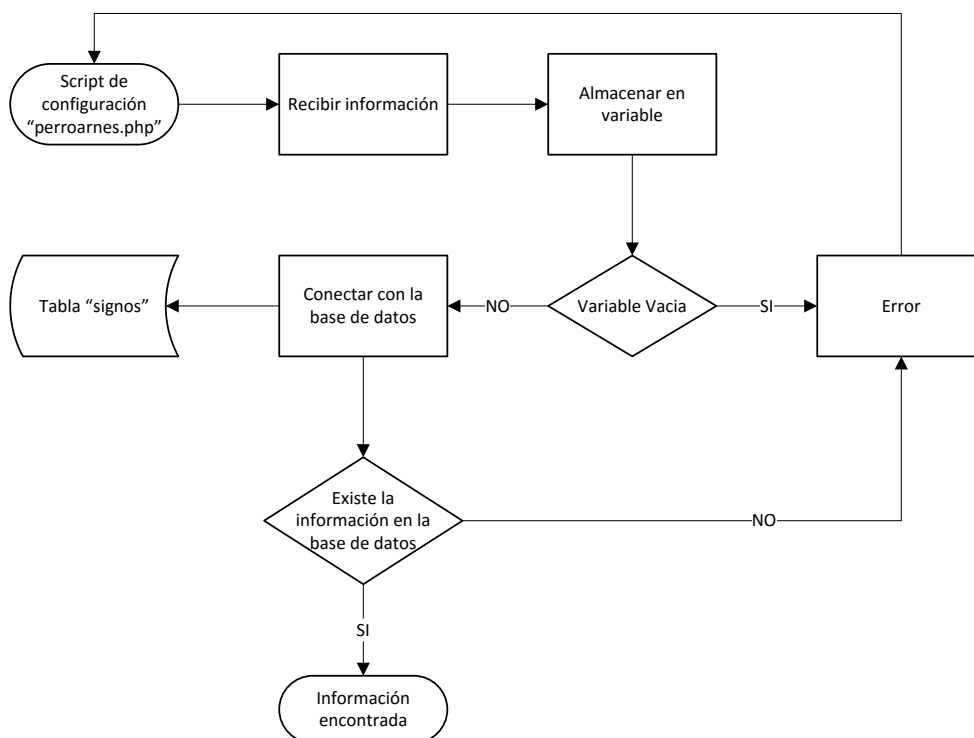 Script de
configuración
“perroarnes.php”
Recibir información
Almacenar en
variable
Tabla “signos”
Conectar con la
base de datos
NO
Variable Vacia
SI
Error
Existe la
información en la
base de datos
NO
SI
Información
encontrada